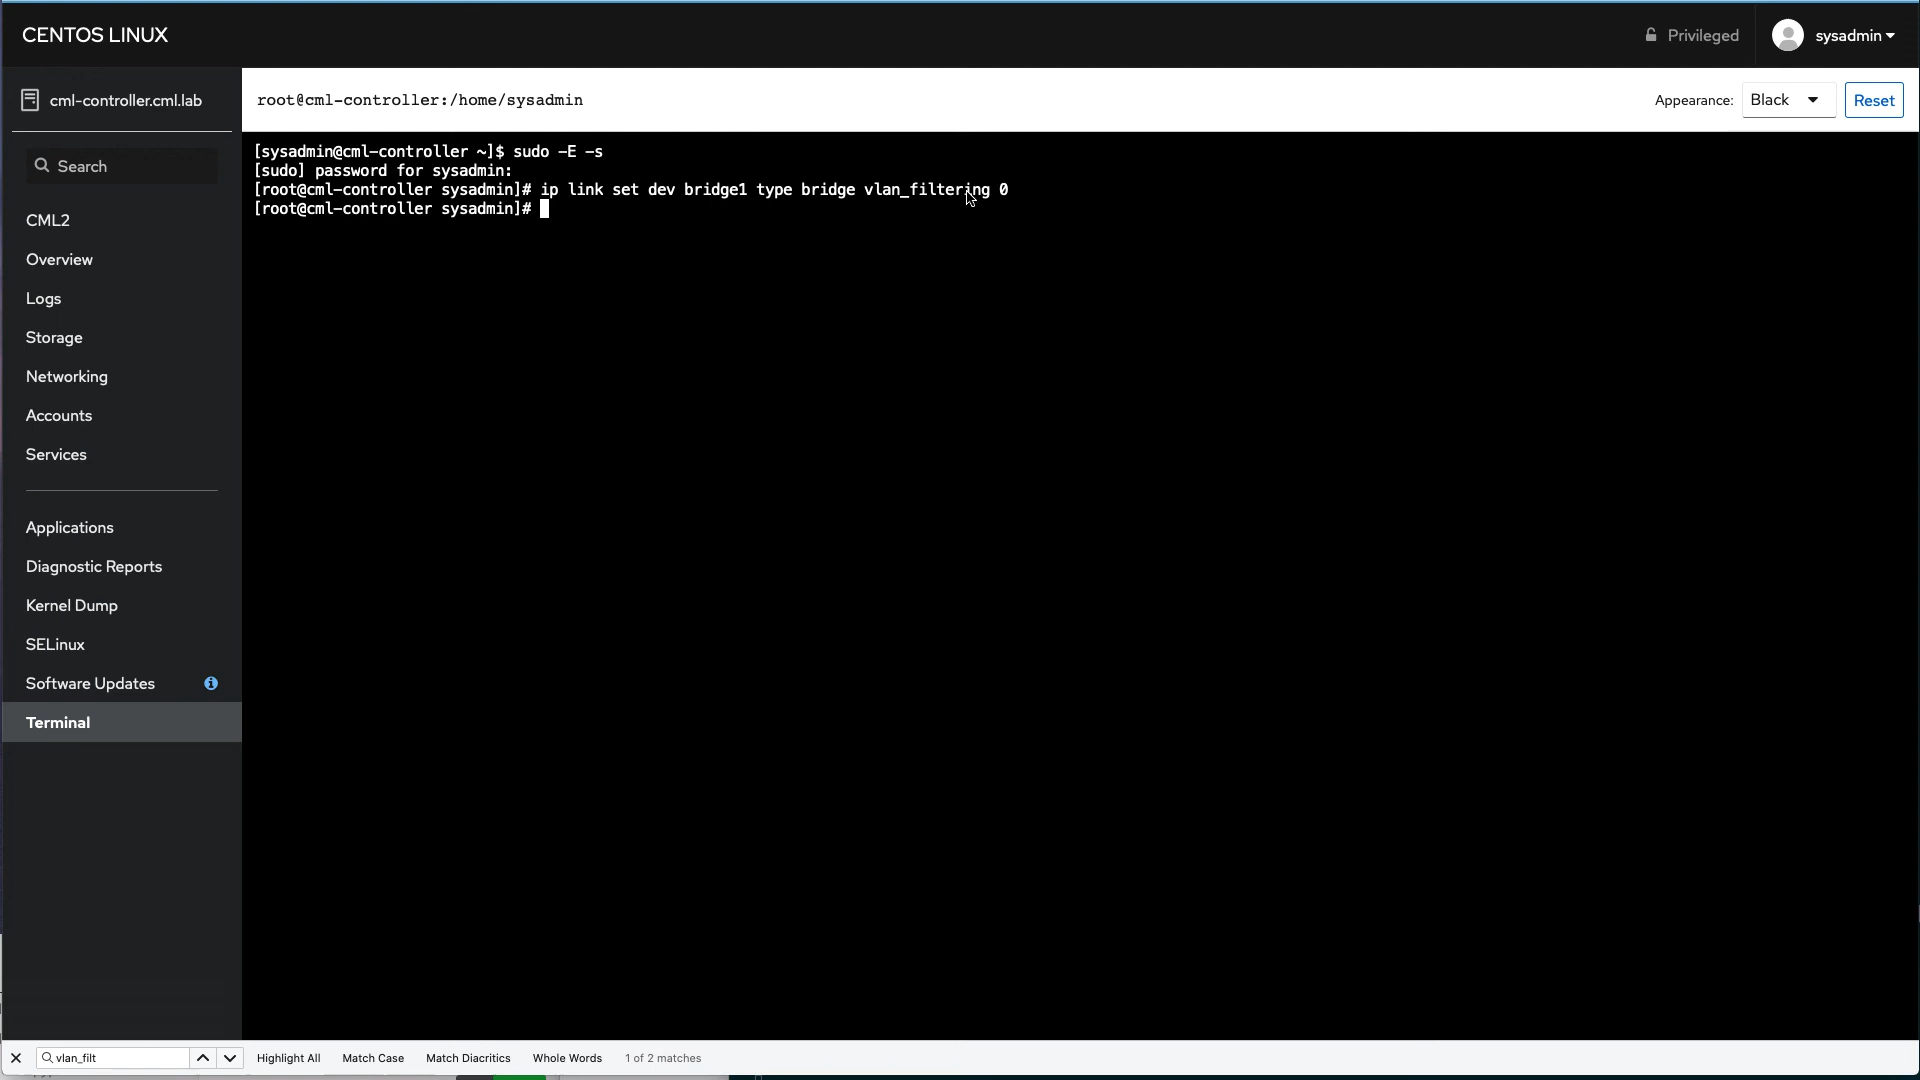 CENTOS LINUX
Privileged
sysadmin
cml-controller.cml.lab
root@cml-controller:/home/sysadmin
Appearance:
Black
Reset
Search
CML2
Overview
Logs
Storage
Networking
Accounts
Services
Applications
Diagnostic Reports
Kernel Dump
SELinux
Software Updates
Terminal
[sysadmin@cml-controller ~]$ sudo -E -s
[sudo] password for sysadmin:
[root@cml-controller sysadmin]# ip link set dev bridge1 type bridge vlan_filtering 0
[root@cml-controller sysadmin]#
vlan_filt
Highlight All
Match Case
Match Diacritics
Whole Words
1 of 2 matches